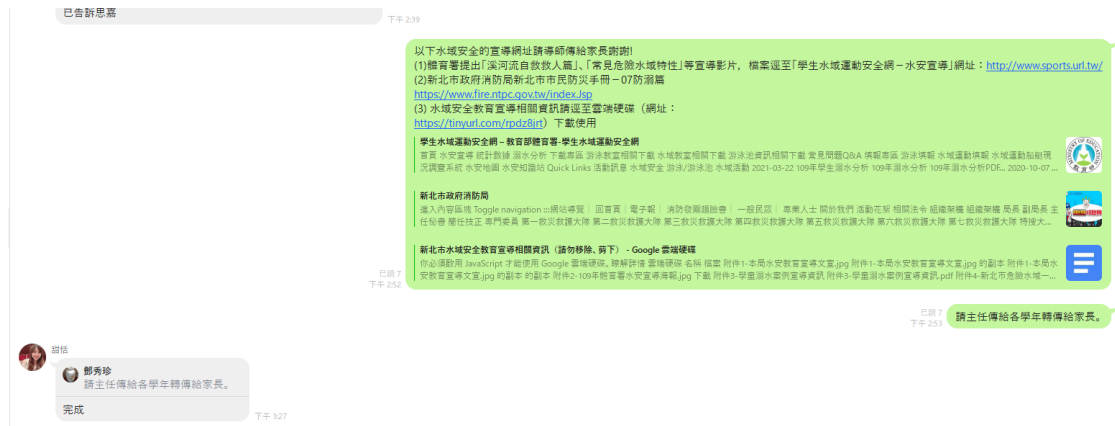 已告訴思嘉
下午 2:39
以下水域安全的宣導網址請導師傳給家長謝謝!
(1)體育署提出｢溪河流自救救人篇｣、｢常見危險水域特性｣等宣導影片，檔案逕至｢學生水域運動安全網－水安宣導｣網址：http://www.sports.url.tw/
(2)新北市政府消防局新北市市民防災手冊－07防溺篇
https://www.fire.ntpc.gov.tw/index.jsp
(3) 水域安全教育宣導相關資訊請逕至雲端硬碟（網址：
https://tinyurl.com/rpdz8jrt）下載使用
學生水域運動安全網 – 教育部體育署-學生水域運動安全網
首頁 水安宣導 統計數據 溺水分析 下載專區 游泳教室相關下載 水域教室相關下載 游泳池資訊相關下載 常見問題Q&A 填報專區 游泳填報 水域運動填報 水域運動船艇現
況調查系統 水安地圖 水安知識站 Quick Links 活動訊息 水域安全 游泳/游泳池 水域活動 2021-03-22 109年學生溺水分析 109年溺水分析 109年溺水分析PDF... 2020-10-07 ...
新北市政府消防局
進入內容區塊 Toggle navigation :::網站導覽｜ 回首頁｜電子報｜ 消防發爾麵臉書｜ 一般民眾｜ 專業人士 關於我們 活動花絮 相關法令 組織架構 組織架構 局長 副局長 主
任秘書 簡任技正 專門委員 第一救災救護大隊 第二救災救護大隊 第三救災救護大隊 第四救災救護大隊 第五救災救護大隊 第六救災救護大隊 第七救災救護大隊 特搜大...
新北市水域安全教育宣導相關資訊（請勿移除、剪下） - Google 雲端硬碟
你必須啟用 JavaScript 才能使用 Google 雲端硬碟。瞭解詳情 雲端硬碟 名稱 檔案 附件1-本局水安教育宣導文宣.jpg 附件1-本局水安教育宣導文宣.jpg 的副本 附件1-本局水
安教育宣導文宣.jpg 的副本 的副本 附件2-109年體育署水安宣導海報.jpg 下載 附件3-學童溺水案例宣導資訊 附件3-學童溺水案例宣導資訊.pdf 附件4-新北市危險水域一...
已讀 7
下午 2:52
已讀 7
下午 2:53
請主任傳給各學年轉傳給家長。
甜恬
鄧秀珍
請主任傳給各學年轉傳給家長。
完成
下午 3:27